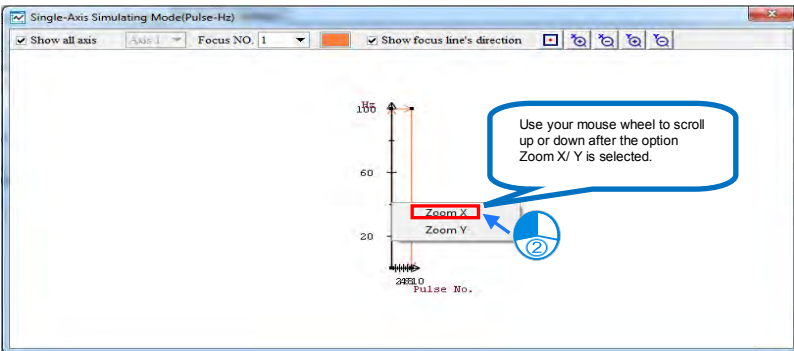 Single-Axis Simulating Mode(Pulse-Hz)
Show all axis Axis 1 Focus NO. 1 Show focus line's direction
Hz
100
Use your mouse wheel to scroll
up or down after the option
Zoom X/ Y is selected.
60
Zoom X
Zoom Y
20
②
Pulse No.